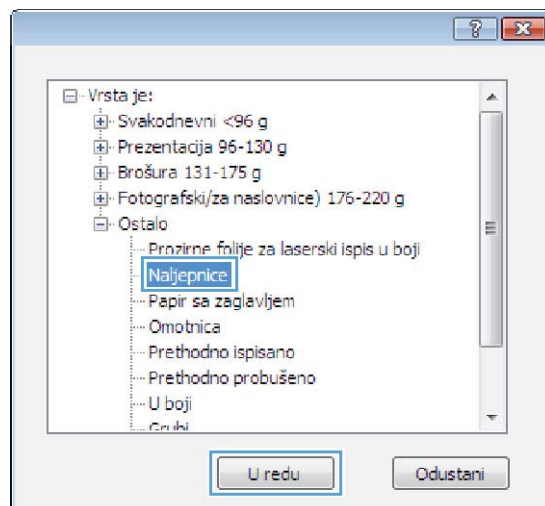 Vrsta je:
Svakodnevni <96 g
Prezentacija 96-130 g
Brošura 131-175 g
Fotografski/za naslovnice) 176-220 g
Ostalo
Prozirne folije za laserski ispis u boji
Naljepnice
Papir sa zaglavljem
Omotnica
Prethodno ispisano
Prethodno probušeno
U boji
Grubi
U redu
Odustani